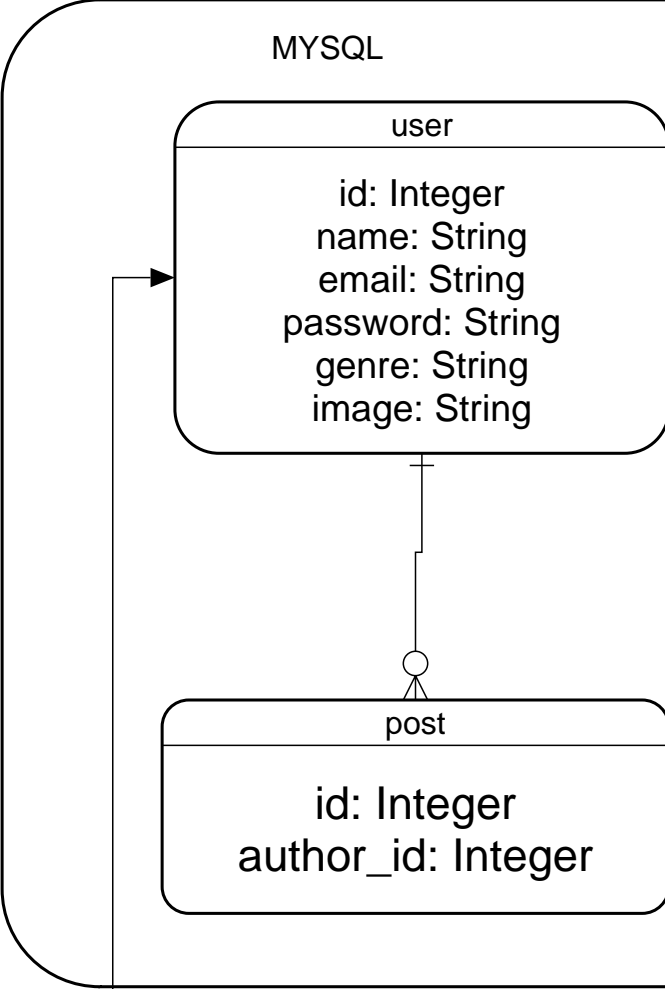 MYSQL
user
id: Integer
name: String
email: String
password: String
genre: String
image: String
post
id: Integer
author_id: Integer